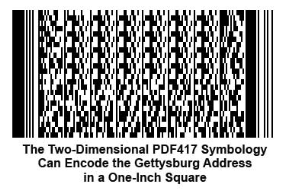 The Two-Dimensional PDF417 Symbology
Can Encode the Gettysburg Address
in a One-Inch Square